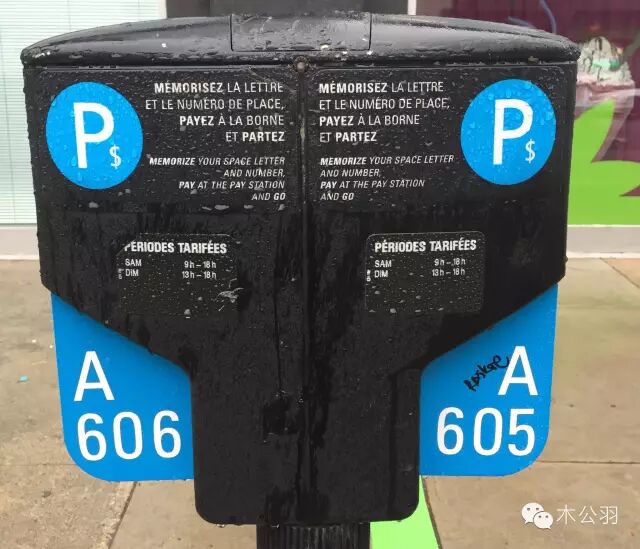 P$
MÉMORISEZ LA LETTRE
ET LE NUMÉRO DE PLACE,
PAYEZ À LA BORNE
ET PARTEZ
MEMORIZE YOUR SPACE LETTER
AND NUMBER,
PAY AT THE PAY STATION
AND GO
PÉRIODES TARIFÉES
SAM 9h - 18h
DIM 13h - 18h
A
606
MÉMORISEZ LA LETTRE
ET LE NUMÉRO DE PLACE,
PAYEZ À LA BORNE
ET PARTEZ
P$
MEMORIZE YOUR SPACE LETTER
AND NUMBER,
PAY AT THE PAY STATION
AND GO
PÉRIODES TARIFÉES
SAM 9h - 18h
DIM 13h - 18h
A
605
木公羽